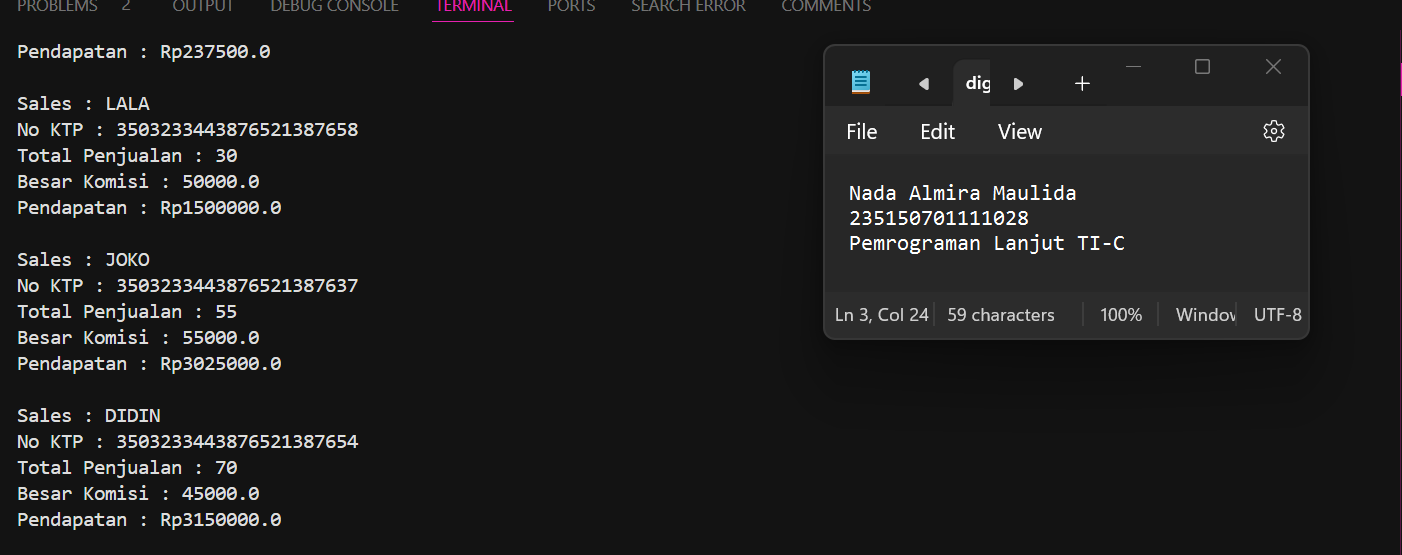 PROBLEMS 2 OUTPUT DEBUG CONSOLE TERMINAL PORTS SEARCH ERROR COMMENTS
Pendapatan : Rp237500.0
Sales : LALA
No KTP : 3503233443876521387658
Total Penjualan : 30
Besar Komisi : 50000.0
Pendapatan : Rp1500000.0
Sales : JOKO
No KTP : 3503233443876521387637
Total Penjualan : 55
Besar Komisi : 55000.0
Pendapatan : Rp3025000.0
Sales : DIDIN
No KTP : 3503233443876521387654
Total Penjualan : 70
Besar Komisi : 45000.0
Pendapatan : Rp3150000.0
dig
File Edit View
Nada Almira Maulida
235150701111028
Pemrograman Lanjut TI-C
Ln 3, Col 24 59 characters 100% Window UTF-8